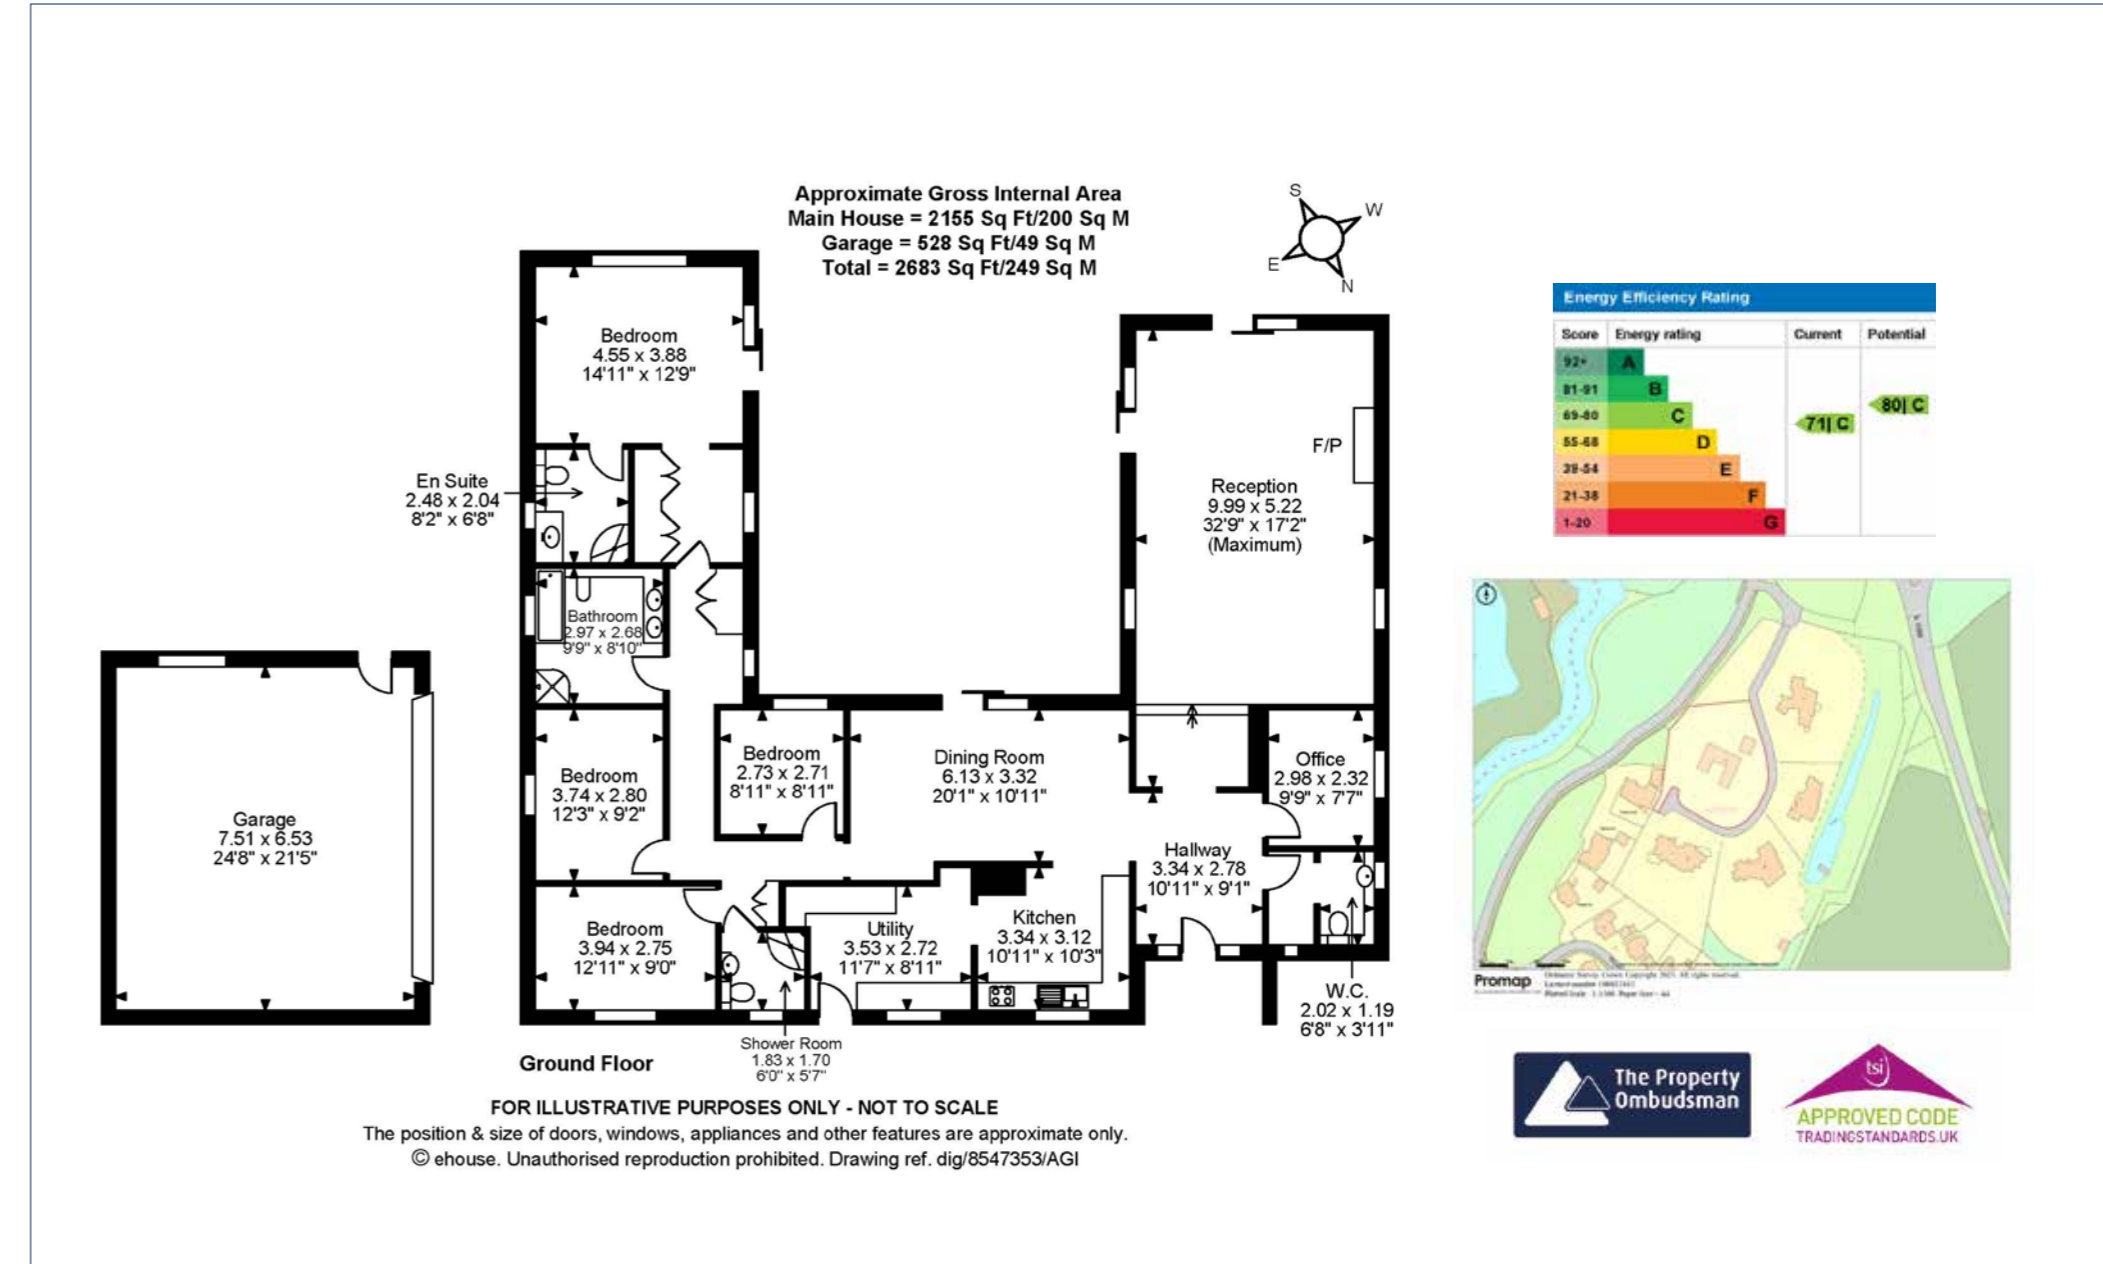 Approximate Gross Internal Area
Main House = 2155 Sq Ft/200 Sq M
Garage = 528 Sq Ft/49 Sq M
Total = 2683 Sq Ft/249 Sq M
S
W
E
N
Bedroom
4.55 x 3.88
14'11" x 12'9"
En Suite
2.48 x 2.04
8'2" x 6'8"
Bathroom
2.97 x 2.68
9'9" x 8'10"
F/P
Reception
9.99 x 5.22
32'9" x 17'2"
(Maximum)
Garage
7.51 x 6.53
24'8" x 21'5"
Bedroom
3.74 x 2.80
12'3" x 9'2"
Bedroom
2.73 x 2.71
8'11" x 8'11"
Dining Room
6.13 x 3.32
20'1" x 10'11"
Office
2.98 x 2.32
9'9" x 7'7"
Hallway
3.34 x 2.78
10'11" x 9'1"
Bedroom
3.94 x 2.75
12'11" x 9'0"
Utility
3.53 x 2.72
11'7" x 8'11"
Kitchen
3.34 x 3.12
10'11" x 10'3"
W.C.
2.02 x 1.19
6'8" x 3'11"
Shower Room
1.83 x 1.70
6'0" x 5'7"
Ground Floor
FOR ILLUSTRATIVE PURPOSES ONLY - NOT TO SCALE
The position & size of doors, windows, appliances and other features are approximate only.
© ehouse. Unauthorised reproduction prohibited. Drawing ref. dig/8547353/AGI
Energy Efficiency Rating
Score Energy rating Current Potential
92+ A
81-91 B
69-80 C
71| C
80| C
55-68 D
39-54 E
21-38 F
1-20 G
Promap
The Property
Ombudsman
tsi
APPROVED CODE
TRADINGSTANDARDS.UK